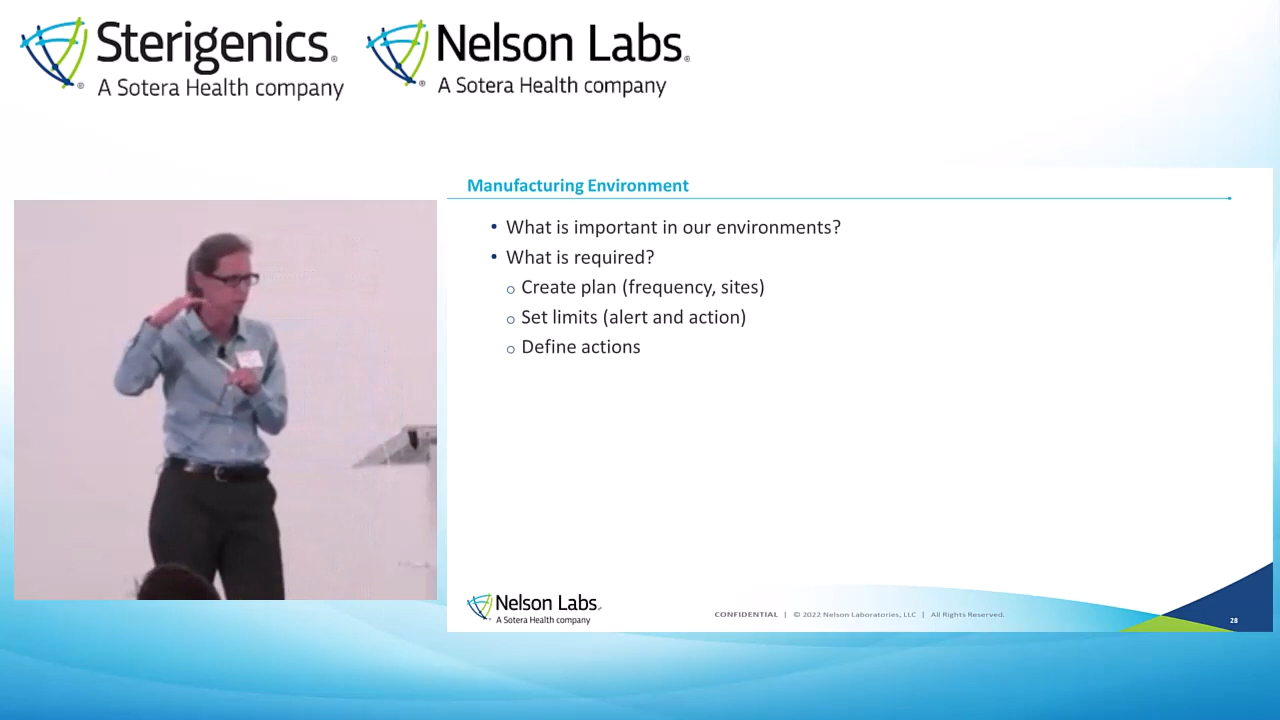 Sterigenics®
A Sotera Health company
Nelson Labs®
A Sotera Health company
Manufacturing Environment
• What is important in our environments?
• What is required?
o Create plan (frequency, sites)
o Set limits (alert and action)
o Define actions
Nelson Labs
A Sotera Health company
CONFIDENTIAL | © 2022 Nelson Laboratories, LLC | All Rights Reserved.
28